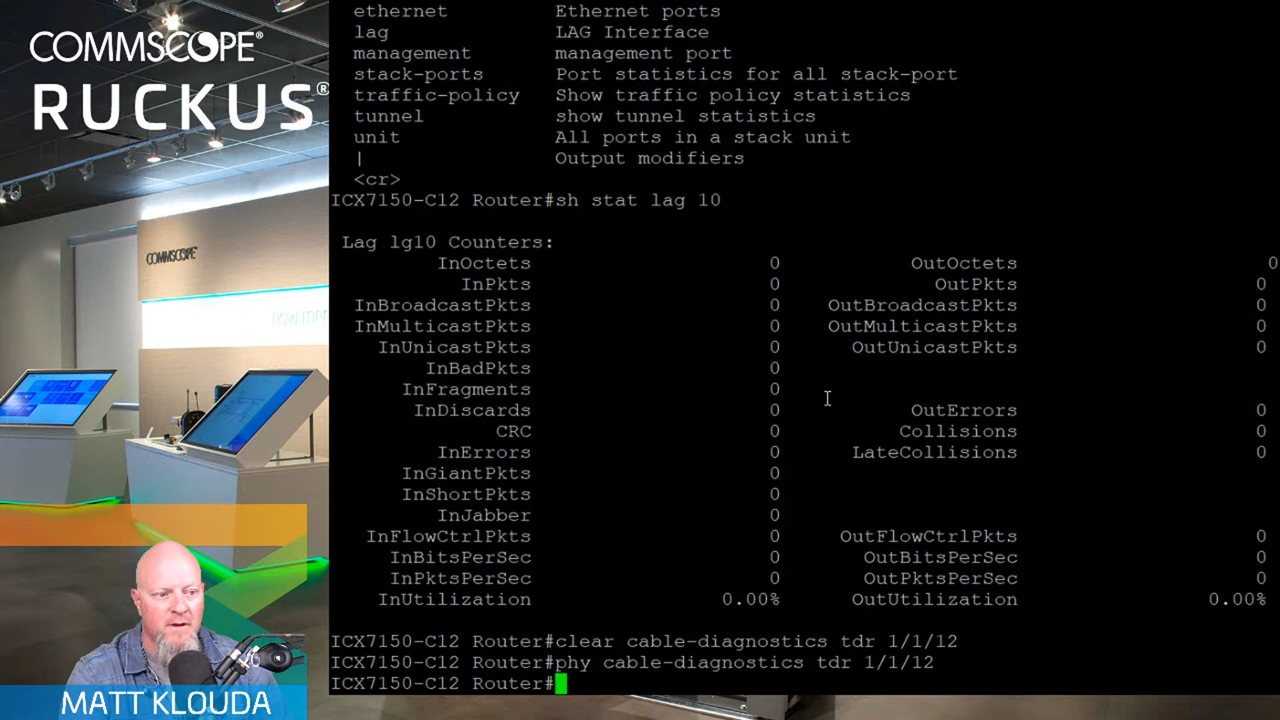 COMMSCOPE®
RUCKUS®
COMMSCOPE
ethernet Ethernet ports
lag LAG Interface
management management port
stack-ports Port statistics for all stack-port
traffic-policy Show traffic policy statistics
tunnel show tunnel statistics
unit All ports in a stack unit
| Output modifiers
<cr>
ICX7150-C12 Router#sh stat lag 10
Lag lg10 Counters:
InOctets 0 OutOctets 0
InPkts 0 OutPkts 0
InBroadcastPkts 0 OutBroadcastPkts 0
InMulticastPkts 0 OutMulticastPkts 0
InUnicastPkts 0 OutUnicastPkts 0
InBadPkts 0
InFragments 0
InDiscards 0 OutErrors 0
CRC 0 Collisions 0
InErrors 0 LateCollisions 0
InGiantPkts 0
InShortPkts 0
InJabber 0
InFlowCtrlPkts 0 OutFlowCtrlPkts 0
InBitsPerSec 0 OutBitsPerSec 0
InPktsPerSec 0 OutPktsPerSec 0
InUtilization 0.00% OutUtilization 0.00%
ICX7150-C12 Router#clear cable-diagnostics tdr 1/1/12
ICX7150-C12 Router#phy cable-diagnostics tdr 1/1/12
ICX7150-C12 Router#
MATT KLOUDA